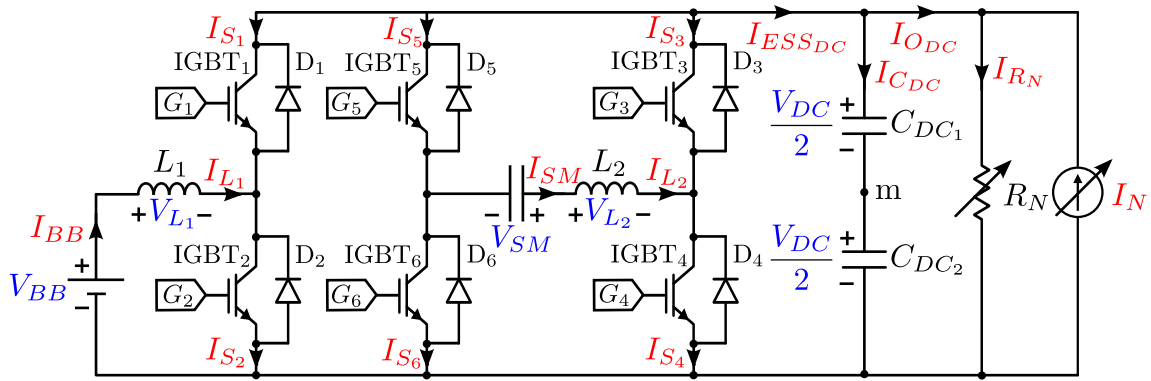 I_{S_1} I_{S_5} I_{S_3} I_{ESS_{DC}} I_{O_{DC}}
IGBT_1 D_1 IGBT_5 D_5 IGBT_3 D_3 I_{C_{DC}} I_{R_N}
G_1 G_5 G_3 V_{DC}/2 + − C_{DC_1}
L_1 I_{L_1} I_{SM} L_2 I_{L_2} m R_N I_N
+ V_{L_1} − − + V_{SM} + V_{L_2} −
I_{BB}
IGBT_2 D_2 IGBT_6 D_6 IGBT_4 D_4 V_{DC}/2 + − C_{DC_2}
V_{BB} + − G_2 G_6 G_4
I_{S_2} I_{S_6} I_{S_4}